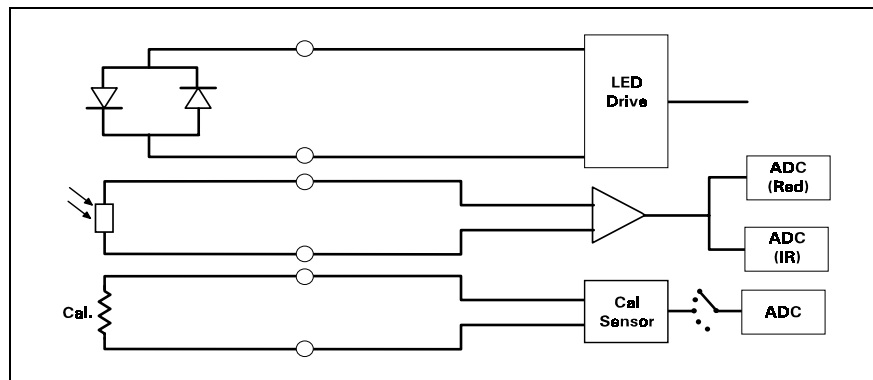 LED
Drive
ADC
(Red)
ADC
(IR)
Cal.
Cal
Sensor
ADC